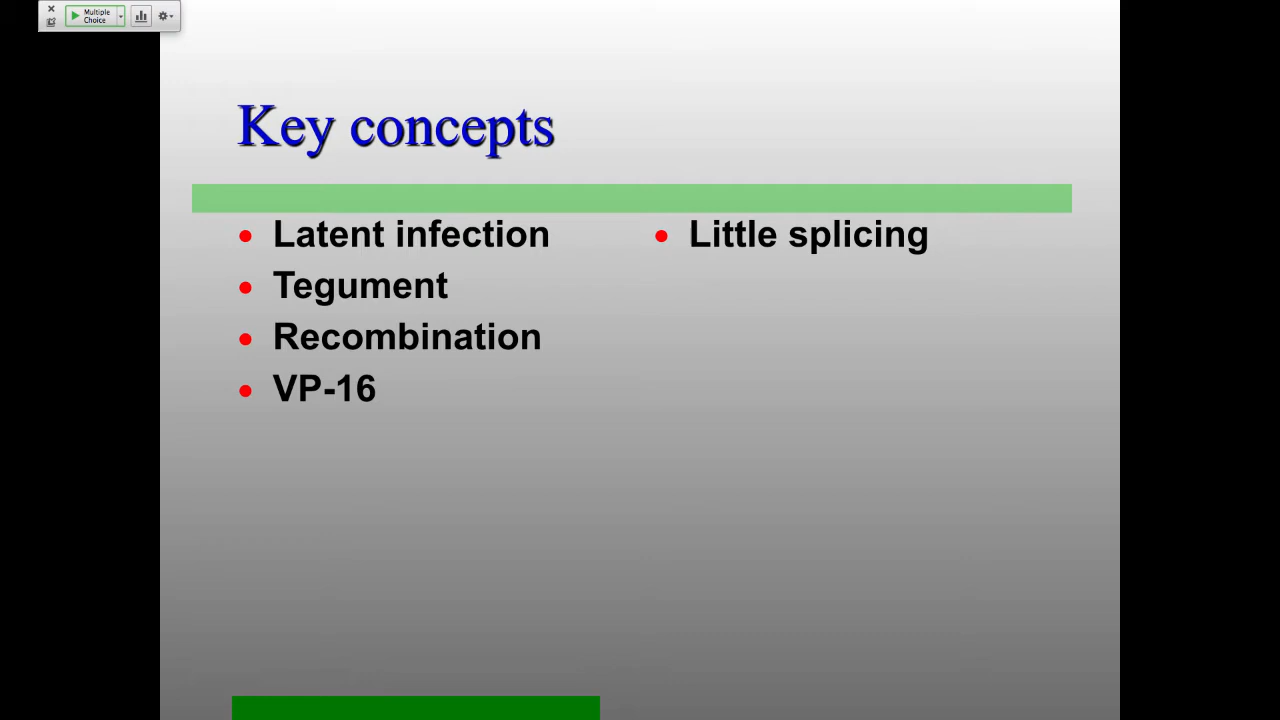 Multiple
Choice
Key concepts
Latent infection
Tegument
Recombination
VP-16
Little splicing